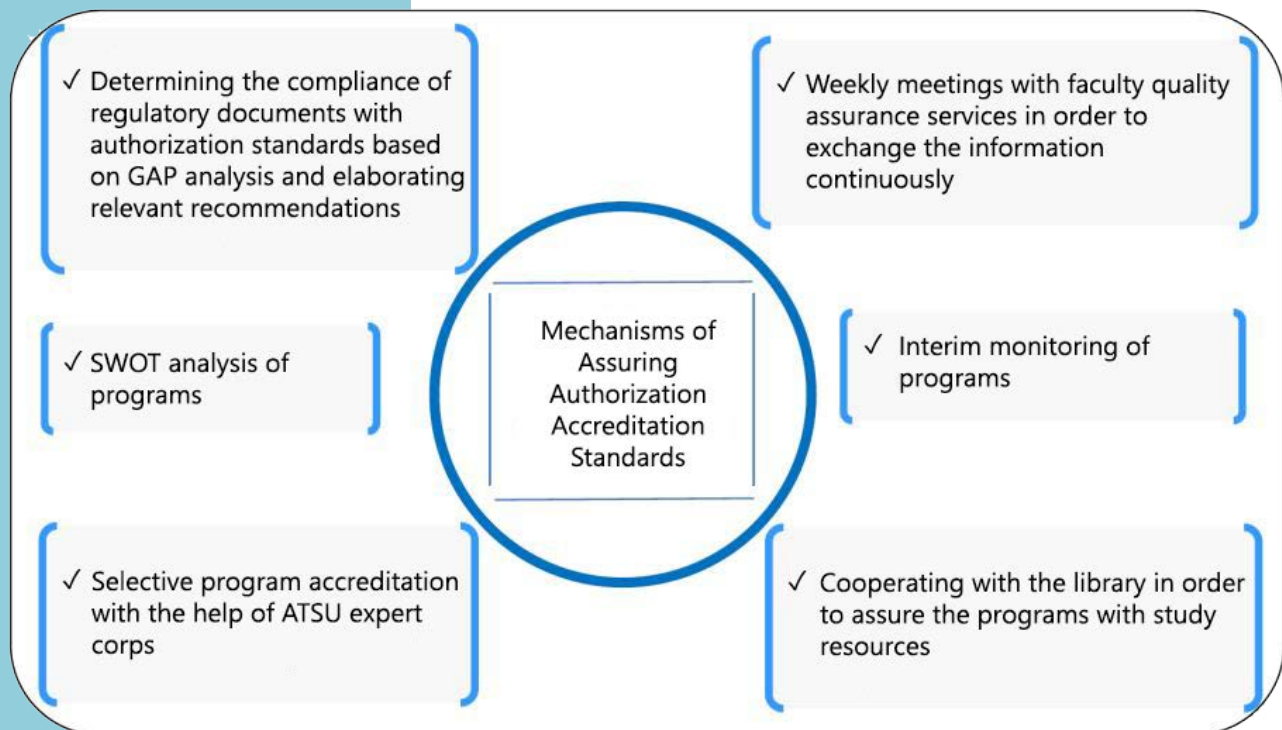 ✓ Determining the compliance of
regulatory documents with
authorization standards based
on GAP analysis and elaborating
relevant recommendations
✓ Weekly meetings with faculty quality
assurance services in order to
exchange the information
continuously
Mechanisms of
Assuring
Authorization
Accreditation
Standards
✓ SWOT analysis of
programs
✓ Interim monitoring of
programs
✓ Selective program accreditation
with the help of ATSU expert
corps
✓ Cooperating with the library in order
to assure the programs with study
resources